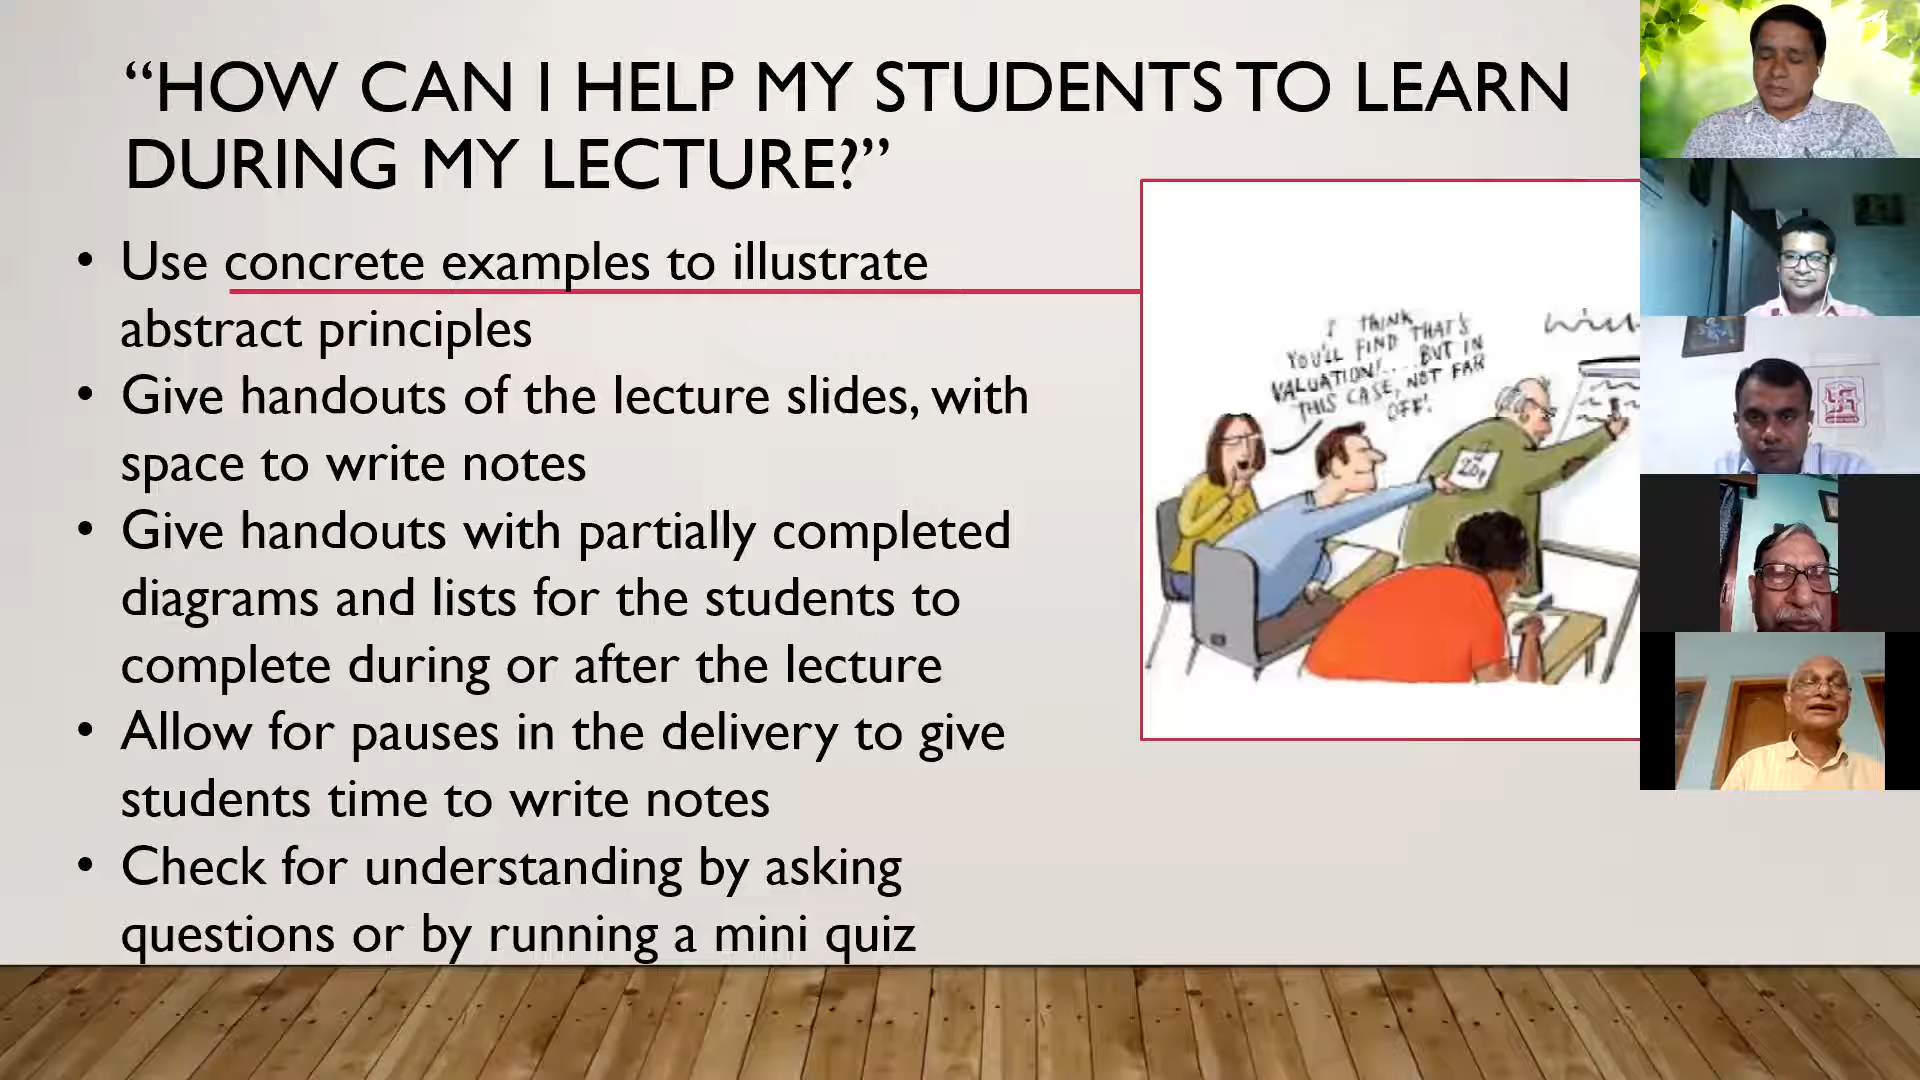 “HOW CAN I HELP MY STUDENTS TO LEARN
DURING MY LECTURE?”
• Use concrete examples to illustrate
abstract principles
• Give handouts of the lecture slides, with
space to write notes
• Give handouts with partially completed
diagrams and lists for the students to
complete during or after the lecture
• Allow for pauses in the delivery to give
students time to write notes
• Check for understanding by asking
questions or by running a mini quiz
I THINK
YOU'LL FIND THAT'S
VALUATION!....BUT IN
THIS CASE, NOT FAR
OFF!
20p